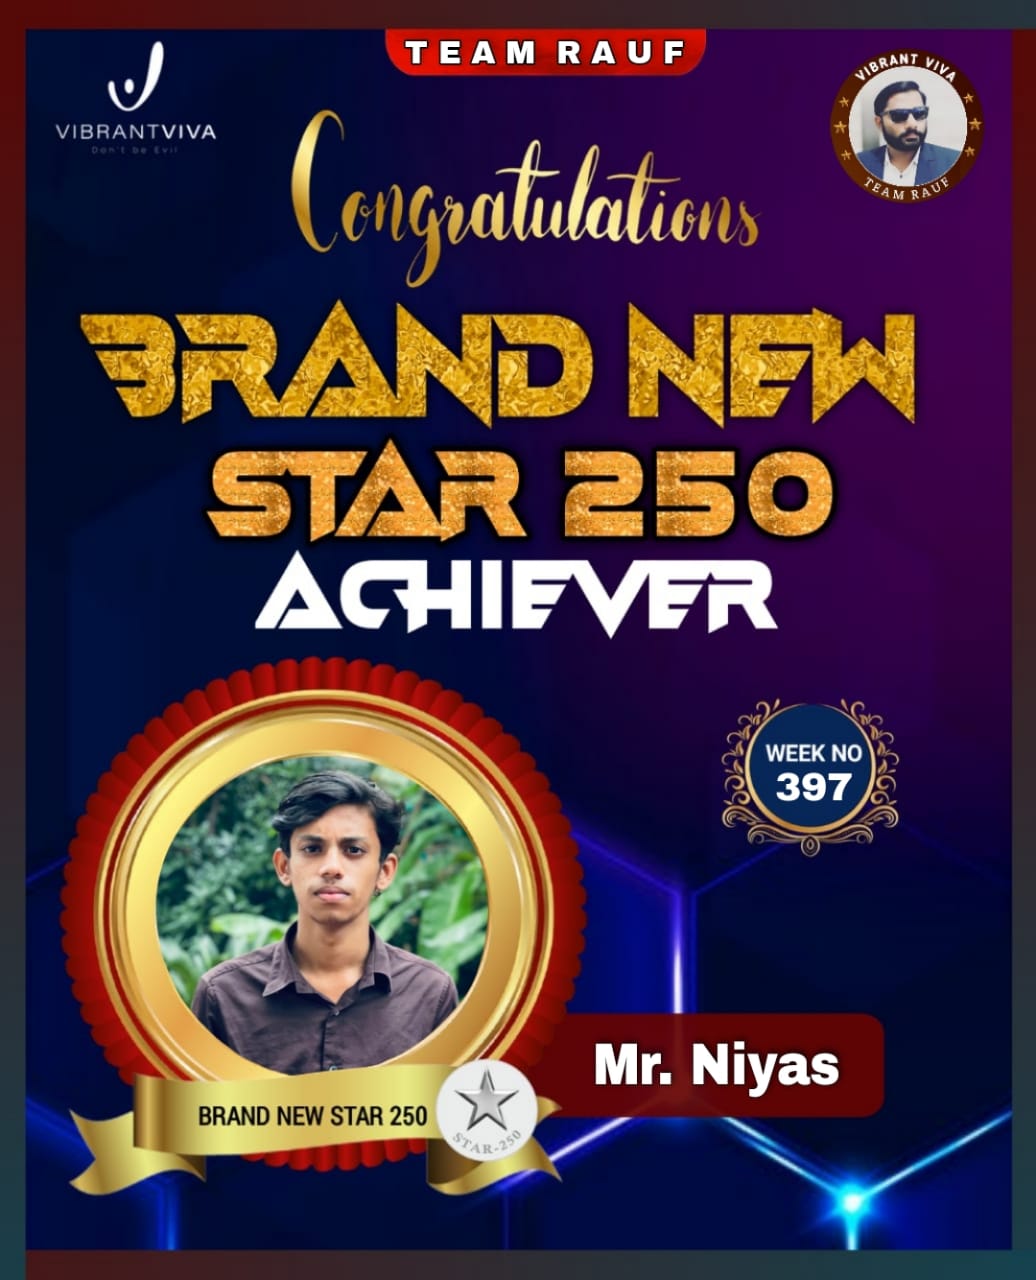 TEAM RAUF
VIBRANTVIVA
Don't be Evil
VIBRANT VIVA
TEAM RAUF
Congratulations
BRAND NEW
STAR 250
ACHIEVER
WEEK NO
397
Mr. Niyas
BRAND NEW STAR 250
STAR-250